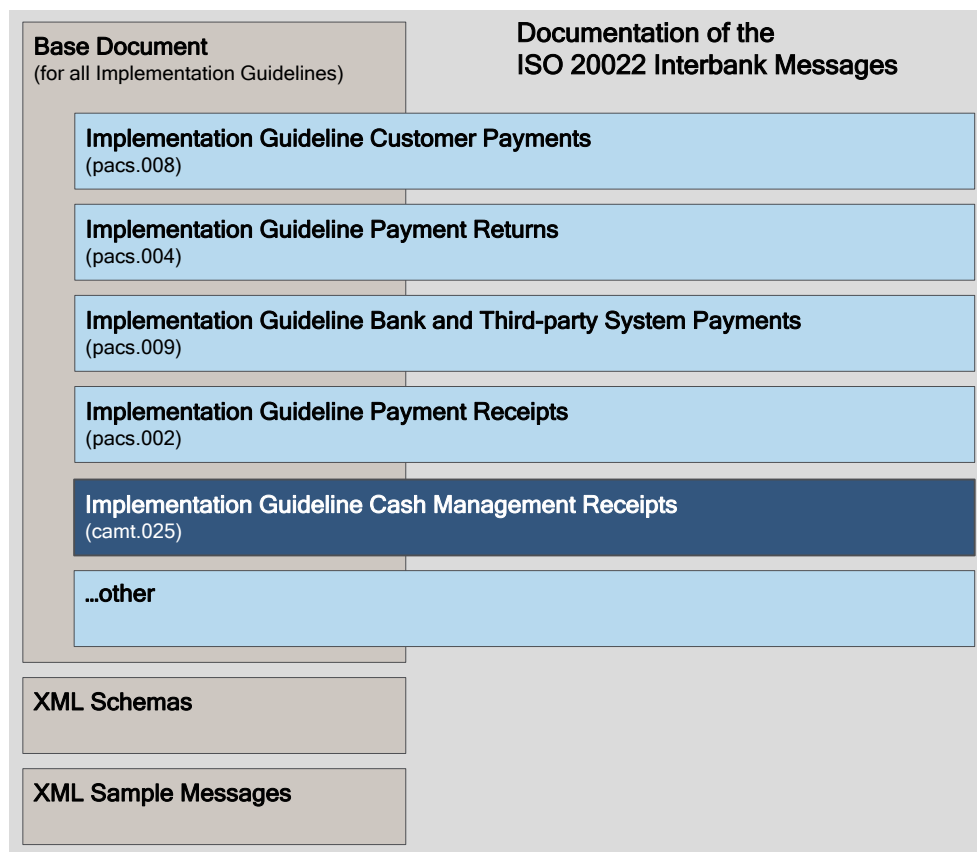 Base Document
(for all Implementation Guidelines)
Documentation of the
ISO 20022 Interbank Messages
Implementation Guideline Customer Payments
(pacs.008)
Implementation Guideline Payment Returns
(pacs.004)
Implementation Guideline Bank and Third-party System Payments
(pacs.009)
Implementation Guideline Payment Receipts
(pacs.002)
Implementation Guideline Cash Management Receipts
(camt.025)
...other
XML Schemas
XML Sample Messages